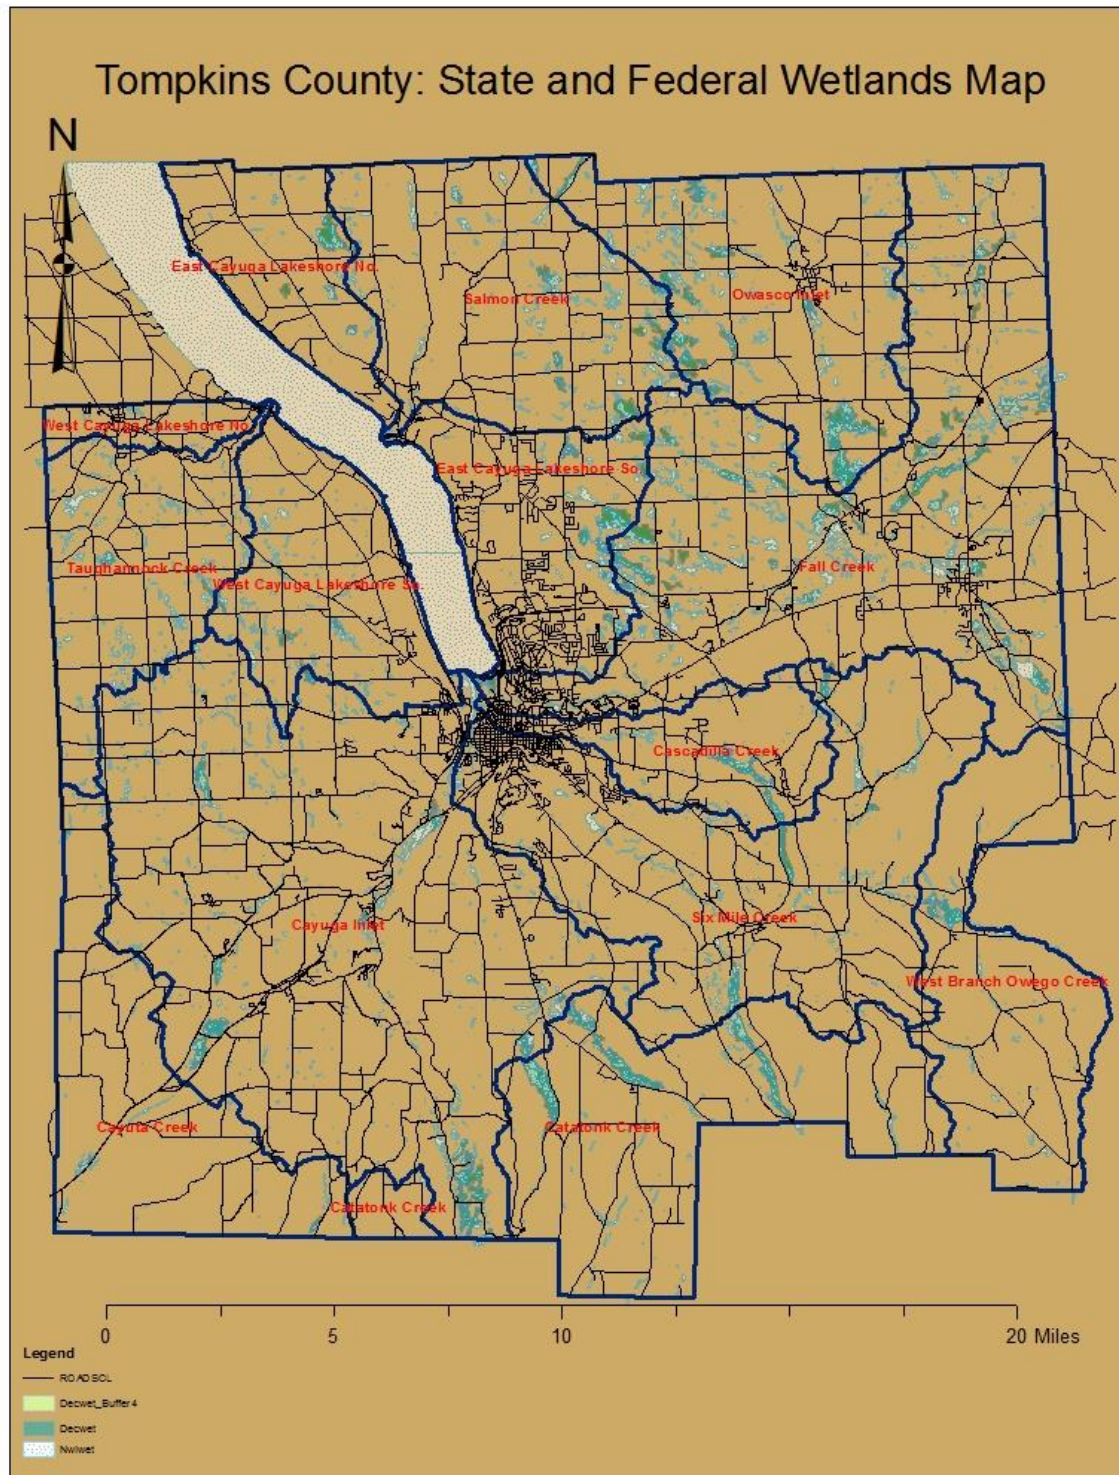 Tompkins County: State and Federal Wetlands Map
N
East Cayuga Lakeshore No.
Salmon Creek
Owasco Inlet
West Cayuga Lakeshore No.
East Cayuga Lakeshore So.
Taughannock Creek
West Cayuga Lakeshore So.
Fall Creek
Cascadilla Creek
Cayuga Inlet
Six Mile Creek
West Branch Owego Creek
Cayuta Creek
Catatonk Creek
Catatonk Creek
0 5 10 20 Miles
Legend
ROADSCL
Decwet_Buffer4
Decwet
Nwiwet